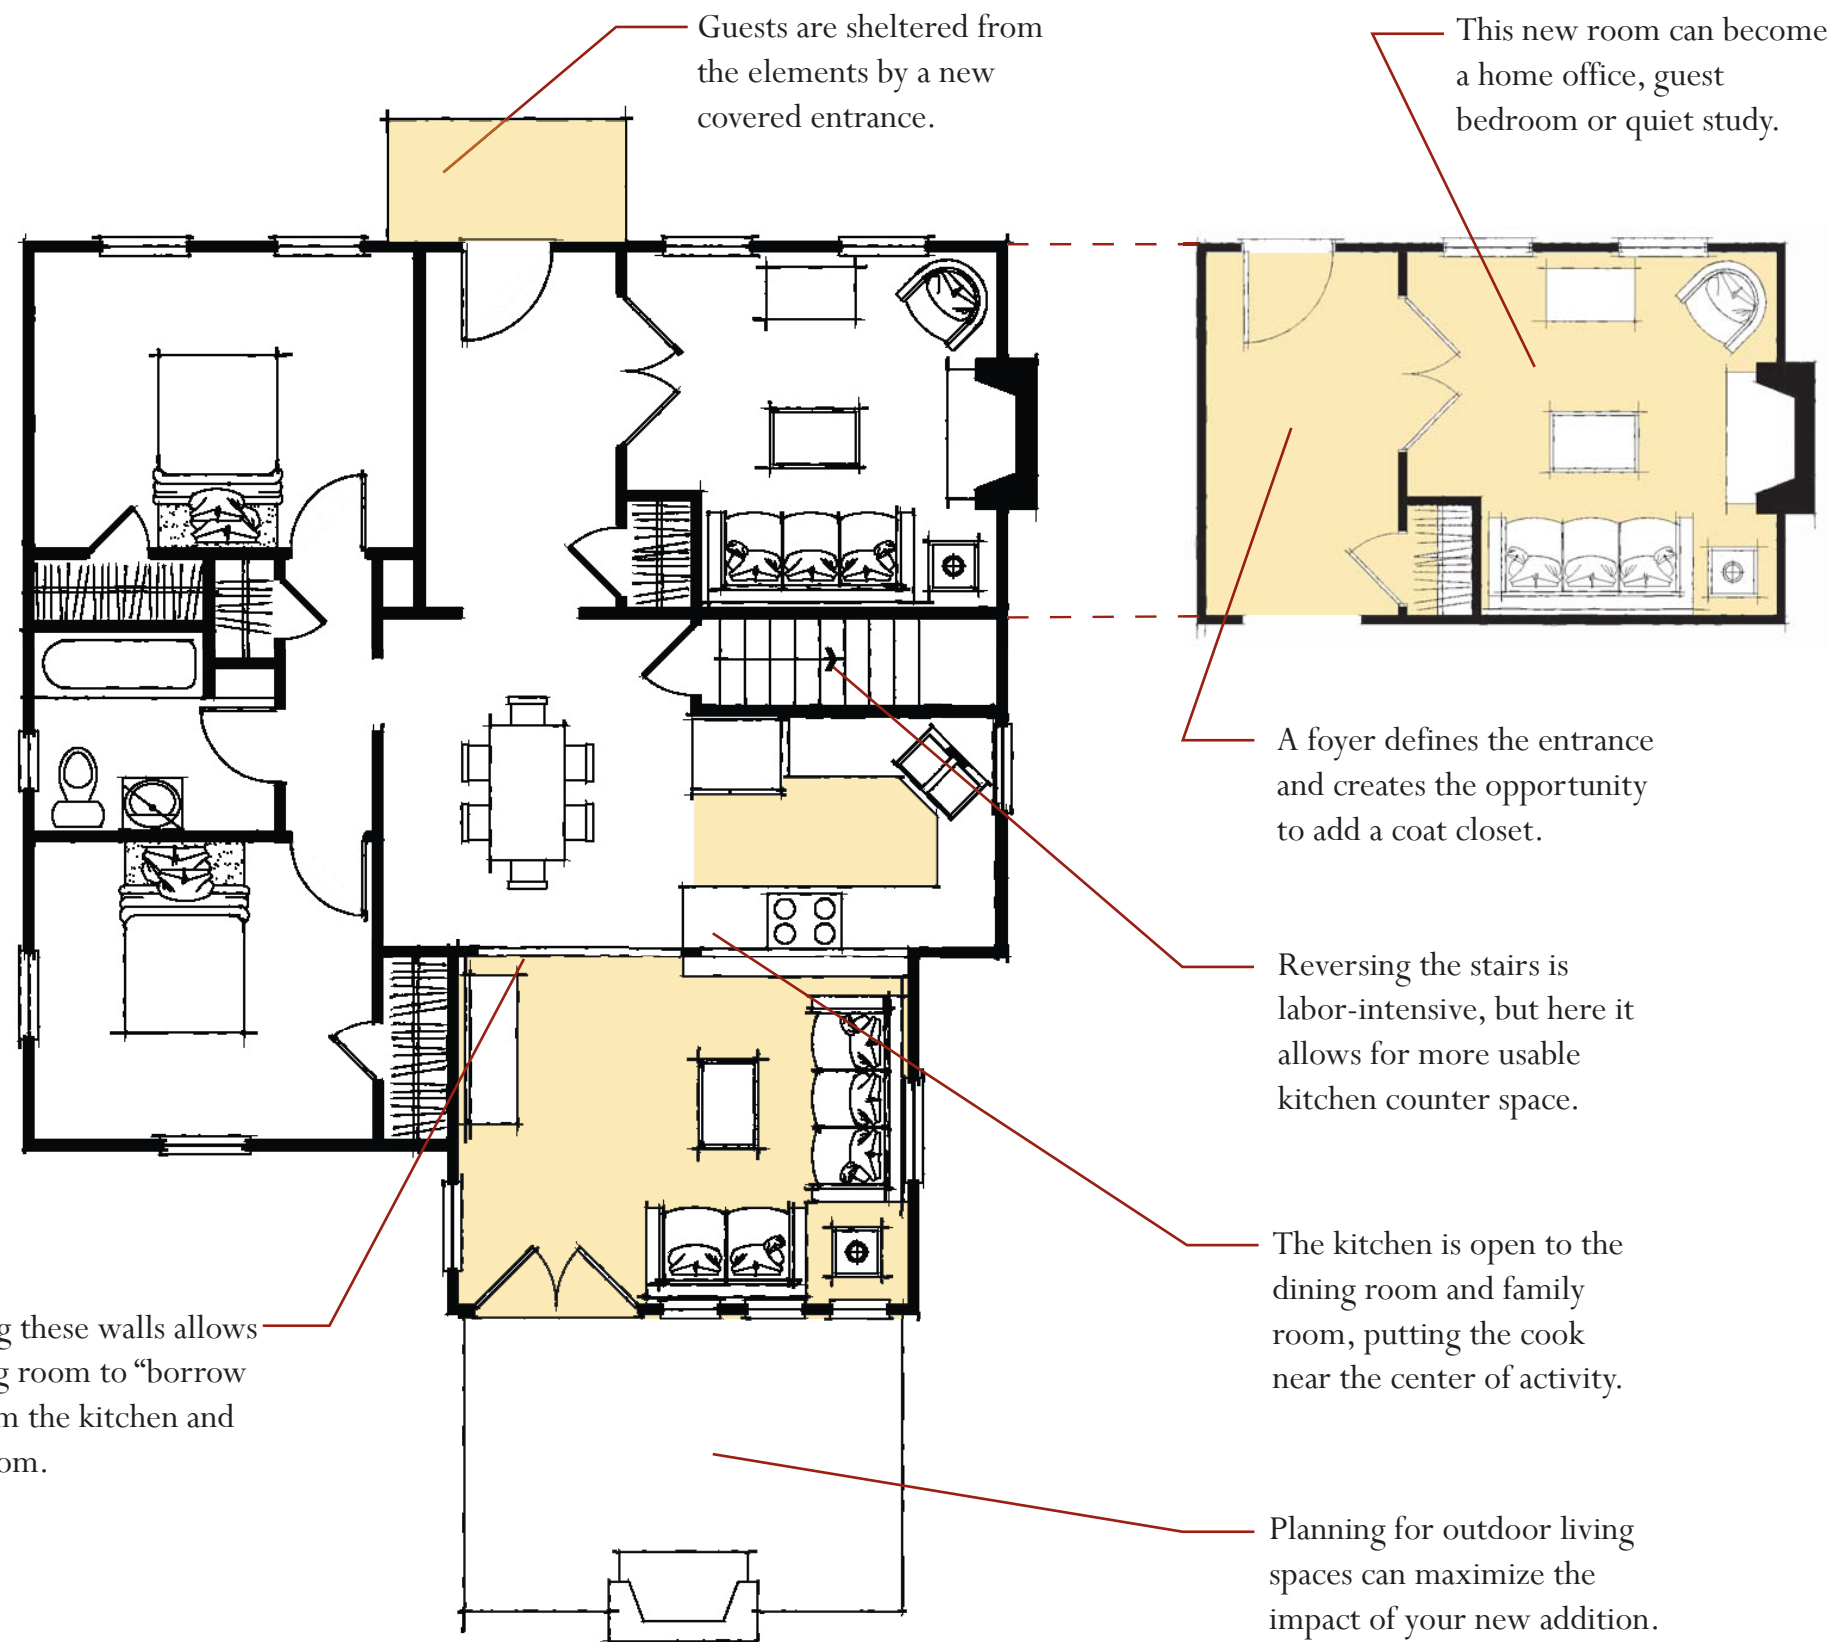 Guests are sheltered from
the elements by a new
covered entrance.
This new room can become
a home office, guest
bedroom or quiet study.
A foyer defines the entrance
and creates the opportunity
to add a coat closet.
Reversing the stairs is
labor-intensive, but here it
allows for more usable
kitchen counter space.
The kitchen is open to the
dining room and family
room, putting the cook
near the center of activity.
these walls allows
room to “borrow
the kitchen and
Planning for outdoor living
spaces can maximize the
impact of your new addition.